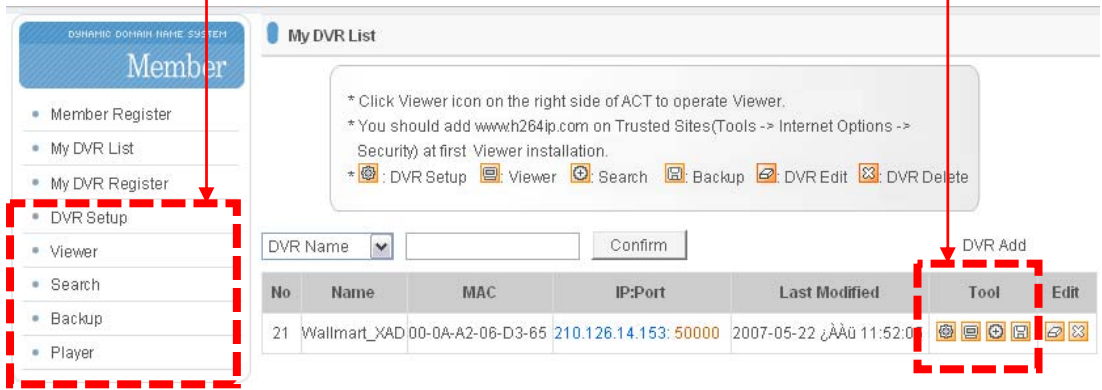 DYNAMIC DOMAIN NAME SYSTEM
Member
Member Register
My DVR List
My DVR Register
DVR Setup
Viewer
Search
Backup
Player
My DVR List
* Click Viewer icon on the right side of ACT to operate Viewer.
* You should add www.h264ip.com on Trusted Sites(Tools -> Internet Options ->
Security) at first Viewer installation.
* : DVR Setup : Viewer : Search : Backup : DVR Edit : DVR Delete
DVR Name Confirm DVR Add
No Name MAC IP:Port Last Modified Tool Edit
21 Wallmart_XAD 00-0A-A2-06-D3-65 210.126.14.153: 50000 2007-05-22 ¿ÀÀü